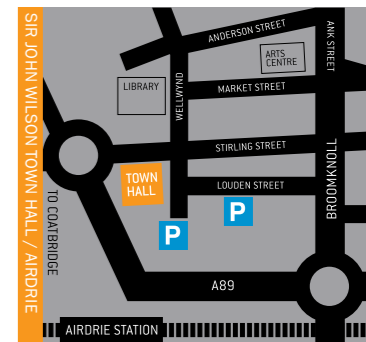 SIR JOHN WILSON TOWN HALL / AIRDRIE
ANDERSON STREET
ANK STREET
ARTS
CENTRE
LIBRARY
WELLWYND
MARKET STREET
STIRLING STREET
BROOMKNOLL
TOWN
HALL
LOUDEN STREET
P
P
TO COATBRIDGE
A89
AIRDRIE STATION